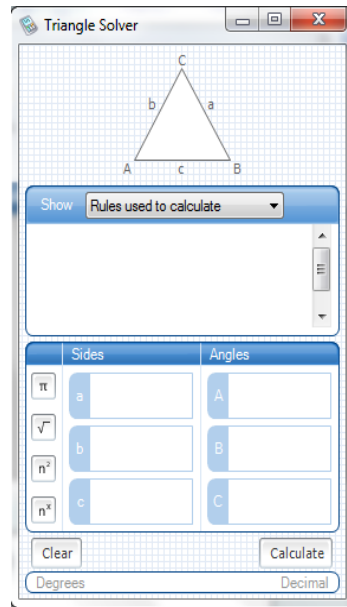 Triangle Solver
C
b a
A c B
Show Rules used to calculate
Sides Angles
π
a A
√
b B
n²
c C
nˣ
Clear Calculate
Degrees Decimal